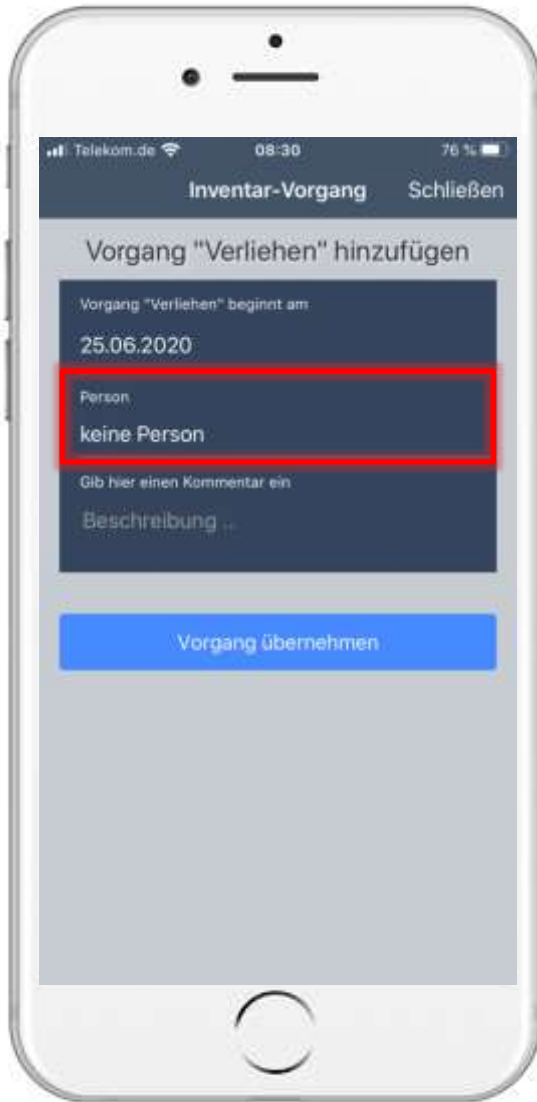 Telekom.de 08:30 76 %
Inventar-Vorgang Schließen
Vorgang "Verliehen" hinzufügen
Vorgang "Verliehen" beginnt am
25.06.2020
Person
keine Person
Gib hier einen Kommentar ein
Beschreibung ..
Vorgang übernehmen